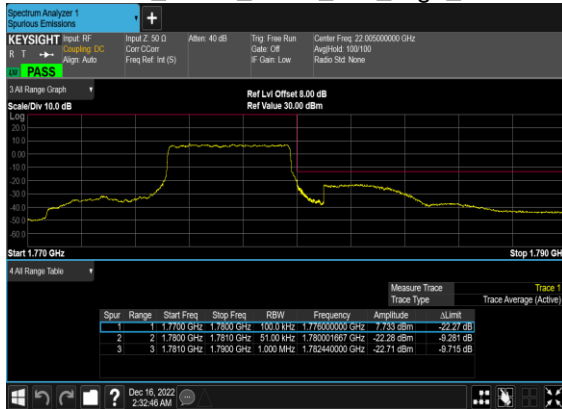 Spectrum Analyzer 1
Spurious Emissions
+
KEYSIGHT Input: RF Input Z: 50 Ω Atten: 40 dB Trig: Free Run Center Freq: 22.005000000 GHz
R T Coupling: DC Corr CCorr Gate: Off Avg|Hold: 100/100
Align: Auto Freq Ref: Int (S) IF Gain: Low Radio Std: None
PASS
3 All Range Graph
Ref Lvl Offset 8.00 dB
Scale/Div 10.0 dB Ref Value 30.00 dBm
Log
20.0
10.0
0.00
-10.0
-20.0
-30.0
-40.0
-50.0
-60.0
Start 1.770 GHz Stop 1.790 GH
4 All Range Table
Measure Trace Trace 1
Trace Type Trace Average (Active)
Spur Range Start Freq Stop Freq RBW Frequency Amplitude ΔLimit
1 1 1.7700 GHz 1.7800 GHz 100.0 kHz 1.776000000 GHz 7.733 dBm -22.27 dB
2 2 1.7800 GHz 1.7810 GHz 51.00 kHz 1.780001667 GHz -22.28 dBm -9.281 dB
3 3 1.7810 GHz 1.7900 GHz 1.000 MHz 1.782440000 GHz -22.71 dBm -9.715 dB
? Dec 16, 2022
2:32:46 AM